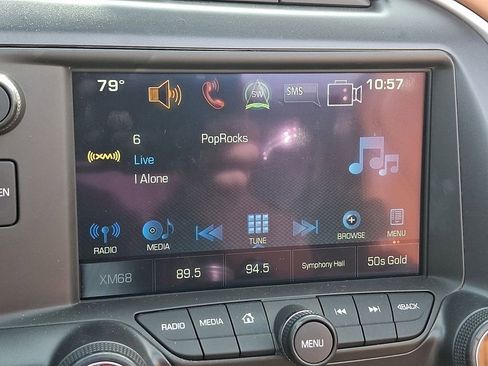 79°
SW
SMS
10:57
6
PopRocks
((XM))
Live
I Alone
RADIO
MEDIA
TUNE
BROWSE
MENU
XM68
89.5
94.5
Symphony Hall
50s Gold
RADIO
MEDIA
BACK
MENU